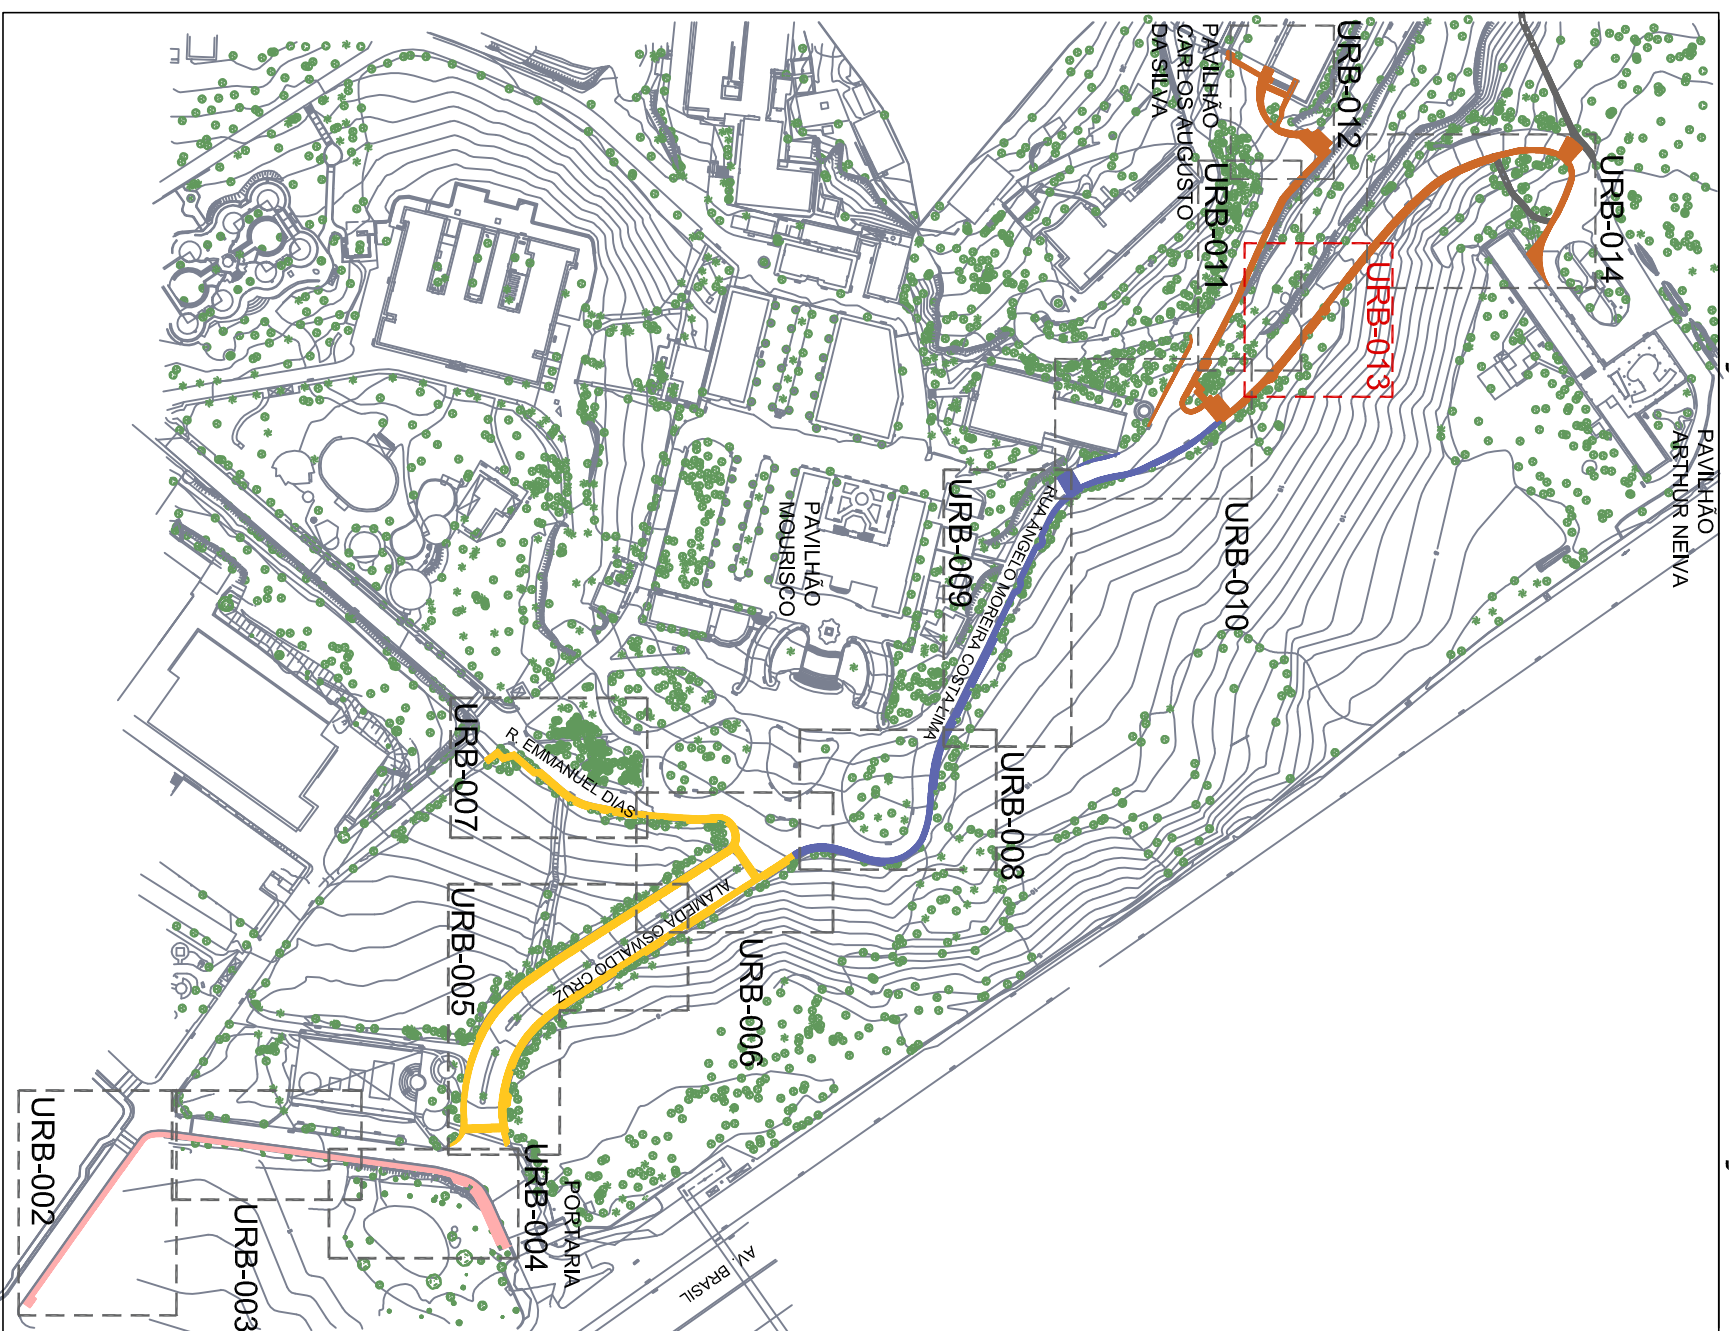 PAVILHÃO
CARLOS AUGUSTO
DA SILVA
URB-012
URB-011
URB-014
URB-013
PAVILHÃO
ARTHUR NEIVA
URB-010
URB-009
RUA ÂNGELO MOREIRA COSTA LIMA
PAVILHÃO
MOURISCO
URB-008
URB-007
R. EMMANUEL DIAS
ALAMEDA OSWALDO CRUZ
URB-006
URB-005
URB-004
PORTARIA
AV. BRASIL
URB-003
URB-002